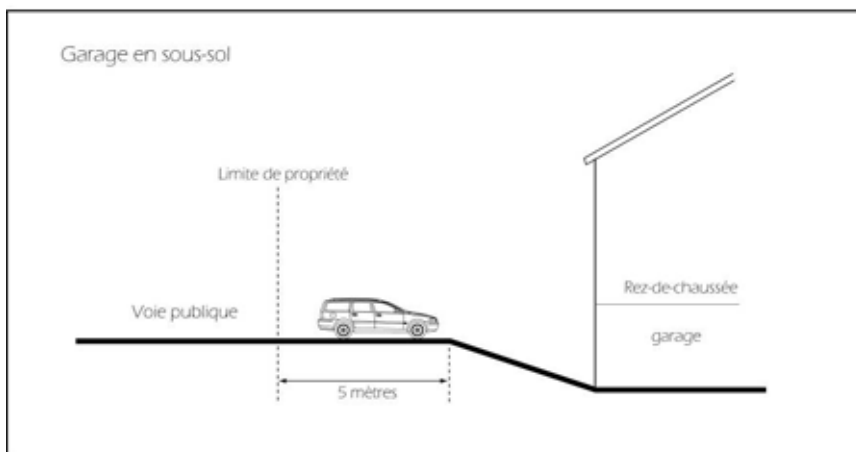 Garage en sous-sol
Limite de propriété
Voie publique
Rez-de-chaussée
garage
5 mètres